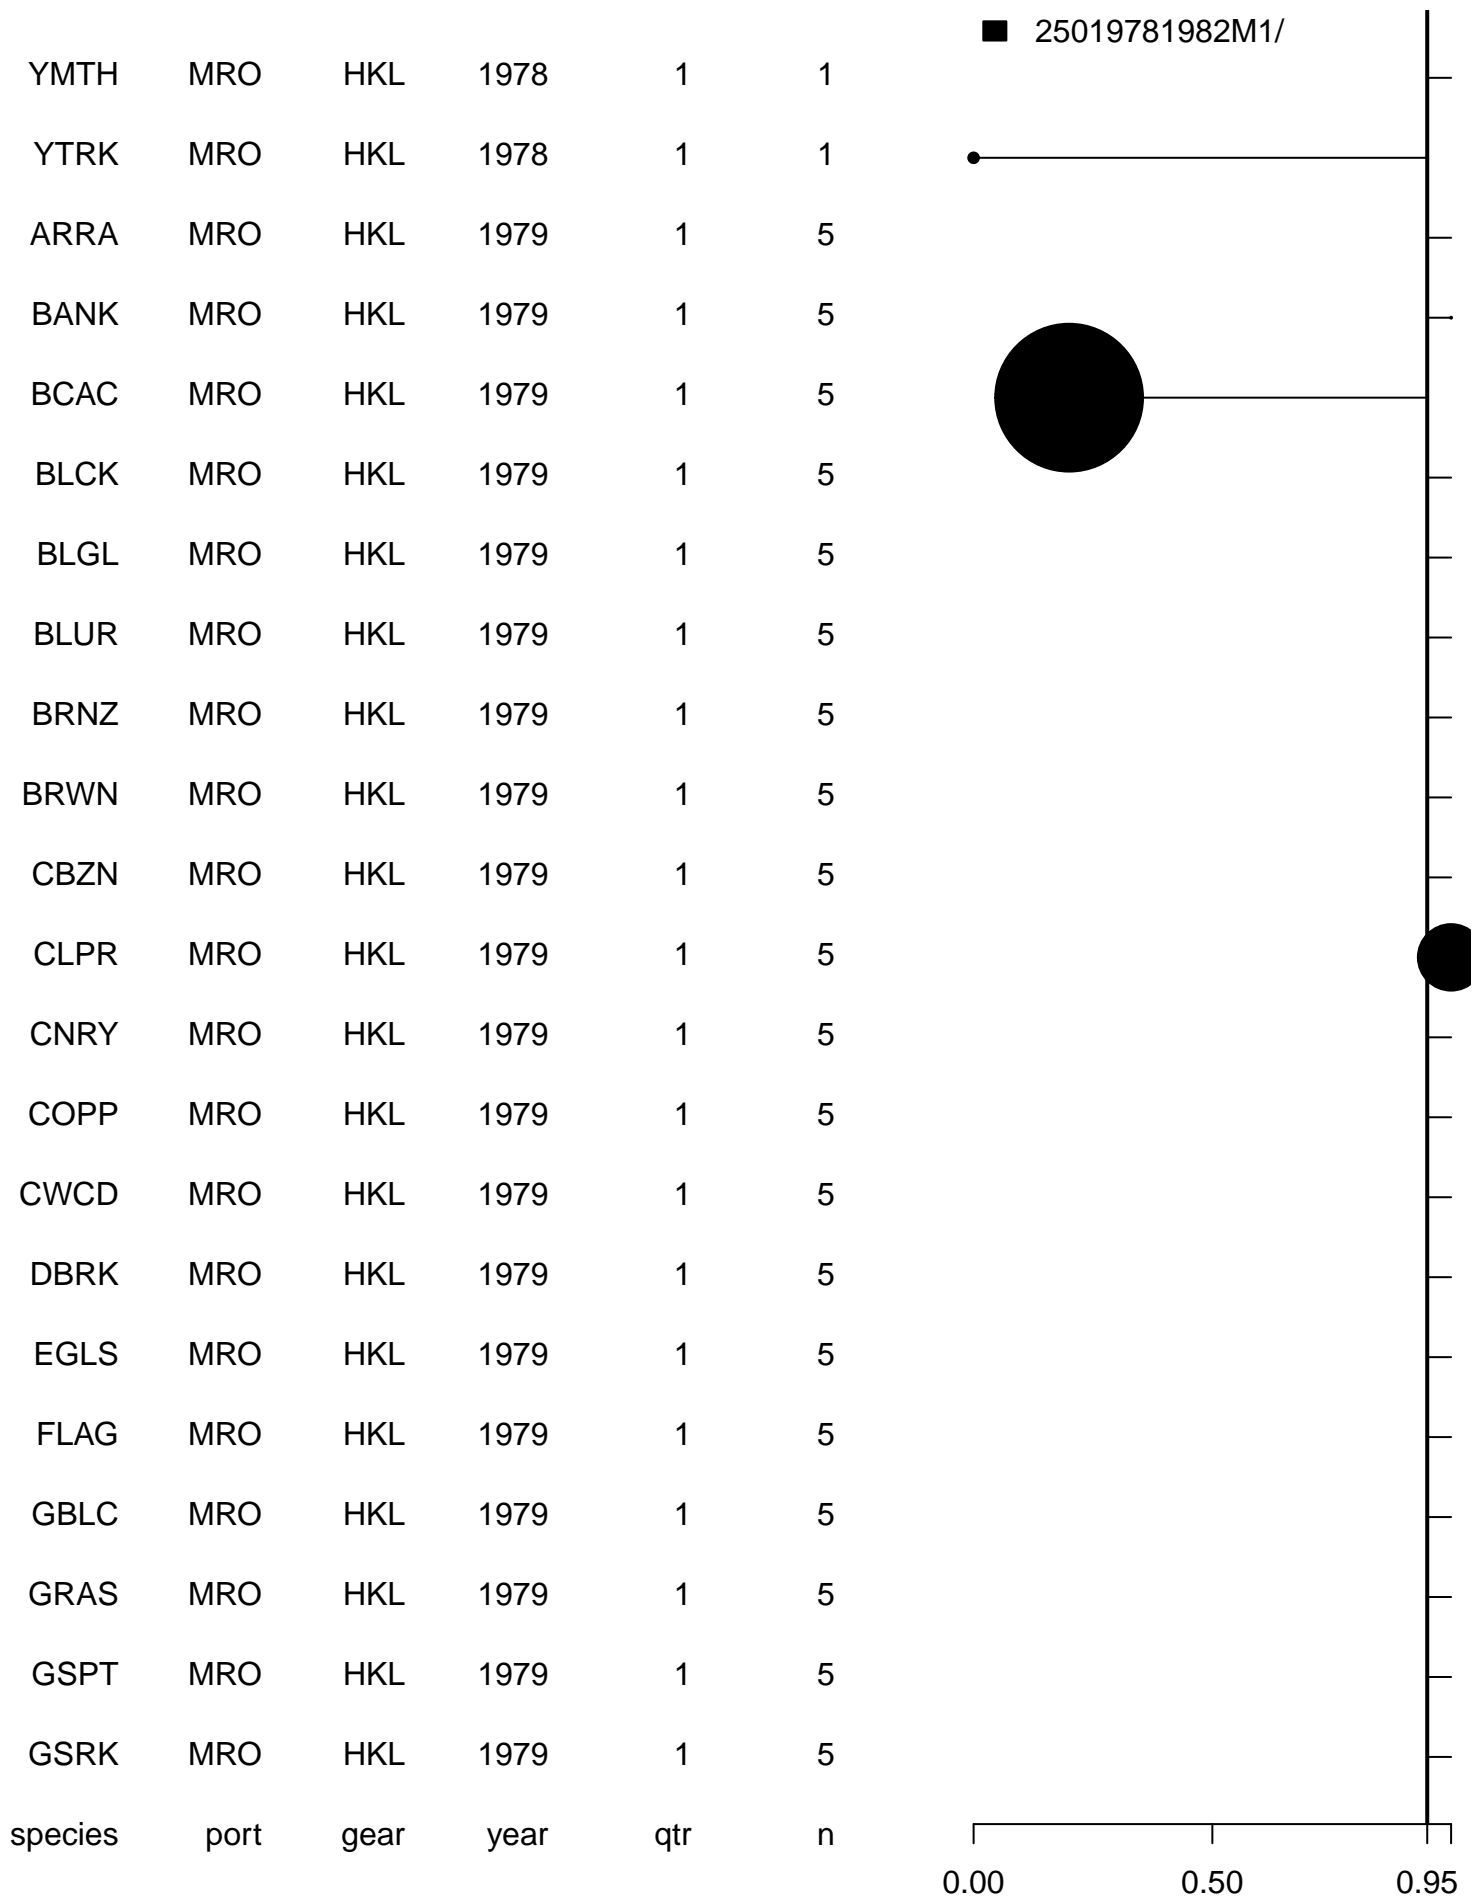 25019781982M1/
YMTH MRO HKL 1978 1 1
YTRK MRO HKL 1978 1 1
ARRA MRO HKL 1979 1 5
BANK MRO HKL 1979 1 5
BCAC MRO HKL 1979 1 5
BLCK MRO HKL 1979 1 5
BLGL MRO HKL 1979 1 5
BLUR MRO HKL 1979 1 5
BRNZ MRO HKL 1979 1 5
BRWN MRO HKL 1979 1 5
CBZN MRO HKL 1979 1 5
CLPR MRO HKL 1979 1 5
CNRY MRO HKL 1979 1 5
COPP MRO HKL 1979 1 5
CWCD MRO HKL 1979 1 5
DBRK MRO HKL 1979 1 5
EGLS MRO HKL 1979 1 5
FLAG MRO HKL 1979 1 5
GBLC MRO HKL 1979 1 5
GRAS MRO HKL 1979 1 5
GSPT MRO HKL 1979 1 5
GSRK MRO HKL 1979 1 5
species port gear year qtr n
0.00 0.50 0.95